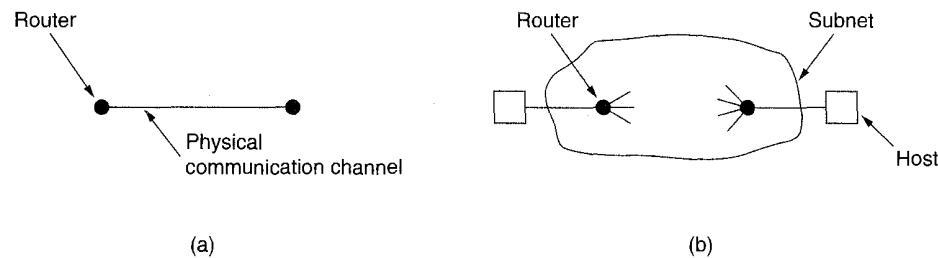 Router
Physical
communication channel
(a)
Router
Subnet
Host
(b)